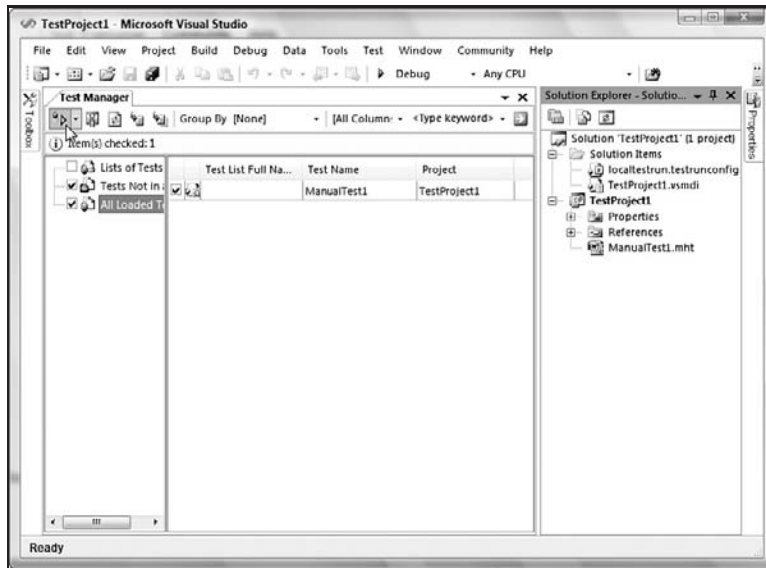 TestProject1 - Microsoft Visual Studio
File Edit View Project Build Debug Data Tools Test Window Community Help
Debug Any CPU
Toolbox
Test Manager
Group By [None] [All Column: <Type keyword>
Item(s) checked: 1
Lists of Tests
Tests Not in
All Loaded Te
Test List Full Na... Test Name Project
ManualTest1 TestProject1
Solution Explorer - Solutio...
Solution 'TestProject1' (1 project)
Solution Items
localtestrun.testrunconfig
TestProject1.vsmdi
TestProject1
Properties
References
ManualTest1.mht
Properties
Ready